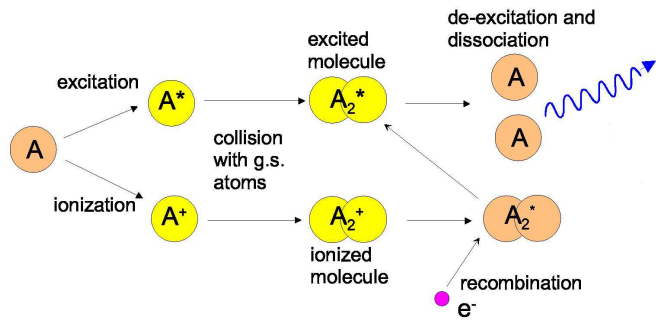 de-excitation and
dissociation
excited
molecule
A
excitation
A*
A₂*
A
A
collision
with g.s.
atoms
ionization
A⁺
A₂⁺
A₂*
ionized
molecule
recombination
e⁻